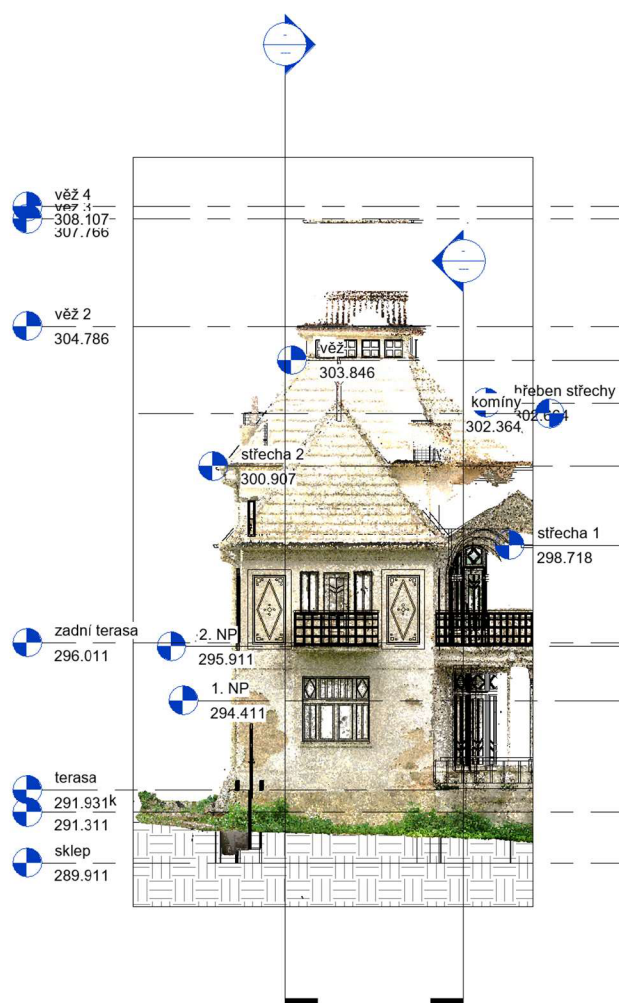 věž 4
308.107
307.766
věž 2
304.786
věž
303.846
hřeben střechy
komíny
302.364
střecha 2
300.907
střecha 1
298.718
zadní terasa
296.011
2. NP
295.911
1. NP
294.411
terasa
291.931
291.311
sklep
289.911